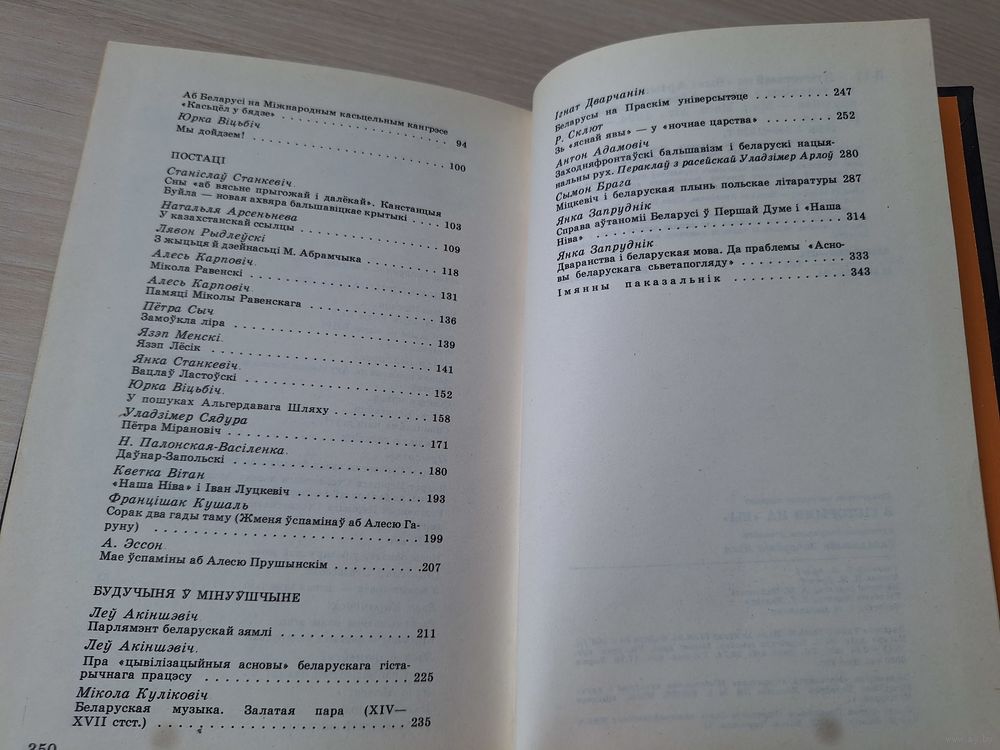 Аб Беларусі на Міжнародным касьцельным кангрэсе
«Касьцёл у бядзе» . . . . . . . . . . . . . . . . . . 94
Юрка Віцьбіч
Мы дойдзем! . . . . . . . . . . . . . . . . . . . . 100
ПОСТАЦІ
Станіслаў Станкевіч.
Сны «аб вясьне прыгожай і далёкай». Канстанцыя
Буйла — новая ахвяра бальшавіцкае крытыкі . . . 103
Натальля Арсеньнева
У казахстанскай ссылцы . . . . . . . . . . . . . . 109
Лявон Рыдлеўскі
З жыцьця й дзейнасьці М. Абрамчыка . . . . . . . 118
Алесь Карповіч.
Мікола Равенскі . . . . . . . . . . . . . . . . . . 131
Алесь Карповіч.
Памяці Міколы Равенскага . . . . . . . . . . . . . 136
Пётра Сыч
Замоўкла ліра . . . . . . . . . . . . . . . . . . . 139
Язэп Менскі.
Язэп Лёсік . . . . . . . . . . . . . . . . . . . . . 141
Янка Станкевіч.
Вацлаў Ластоўскі . . . . . . . . . . . . . . . . . . 152
Юрка Віцьбіч.
У пошуках Альгердавага Шляху . . . . . . . . . . 158
Уладзімер Сядура
Пётра Мірановіч . . . . . . . . . . . . . . . . . . 171
Н. Палонская-Васіленка.
Даўнар-Запольскі . . . . . . . . . . . . . . . . . . 180
Кветка Вітан
«Наша Ніва» і Іван Луцкевіч . . . . . . . . . . . . 193
Францішак Кушаль
Сорак два гады таму (Жменя ўспамінаў аб Алесю Га-
руну) . . . . . . . . . . . . . . . . . . . . . . . . 199
А. Эссон.
Мае ўспаміны аб Алесю Прушынскім . . . . . . . . .207
БУДУЧЫНЯ Ў МІНУЎШЧЫНЕ
Леў Акіншэвіч
Парлямэнт беларускай зямлі . . . . . . . . . . . . 211
Леў Акіншэвіч.
Пра «цывілізацыйныя асновы» беларускага гіста-
рычнага працэсу . . . . . . . . . . . . . . . . . . 225
Мікола Куліковіч.
Беларуская музыка. Залатая пара (XIV—
XVII стст.) . . . . . . . . . . . . . . . . . . . . . 235
350
Ігнат Дварчанін
Беларусы на Праскім універсытэце . . . . . . . . . 247
Р. Склют
Зь «яснай явы» — у «ночнае царства» . . . . . . . 252
Антон Адамовіч
Заходняфронтаўскі бальшавізм і беларускі нацыя-
нальны рух. Пераклаў з расейскай Уладзімер Арлоў 280
Сымон Брага
Міцкевіч і беларуская плынь польскае літаратуры 287
Янка Запруднік
Справа аўтаноміі Беларусі ў Першай Думе і «Наша
Ніва» . . . . . . . . . . . . . . . . . . . . . . . . 314
Янка Запруднік
Дваранства і беларуская мова. Да праблемы «Асно-
вы беларускага сьветапогляду» . . . . . . . . . . . 333
Імянны паказальнік . . . . . . . . . . . . . . . . 343